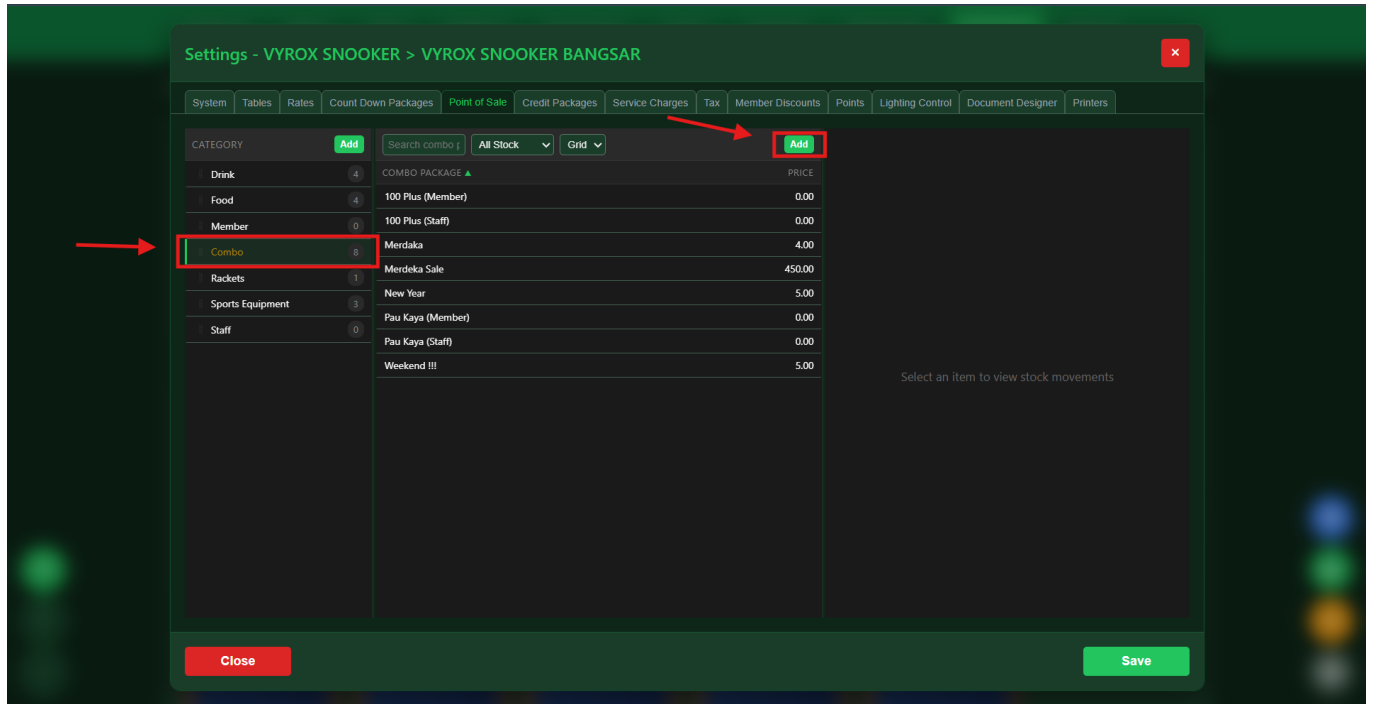 Settings - VYROX SNOOKER > VYROX SNOOKER BANGSAR
×
System Tables Rates Count Down Packages Point of Sale Credit Packages Service Charges Tax Member Discounts Points Lighting Control Document Designer Printers
CATEGORY Add
Drink 4
Food 4
Member 0
Combo 8
Rackets 1
Sports Equipment 3
Staff 0
Search combo p All Stock Grid Add
COMBO PACKAGE ▲ PRICE
100 Plus (Member) 0.00
100 Plus (Staff) 0.00
Merdaka 4.00
Merdeka Sale 450.00
New Year 5.00
Pau Kaya (Member) 0.00
Pau Kaya (Staff) 0.00
Weekend !!! 5.00
Select an item to view stock movements
Close Save